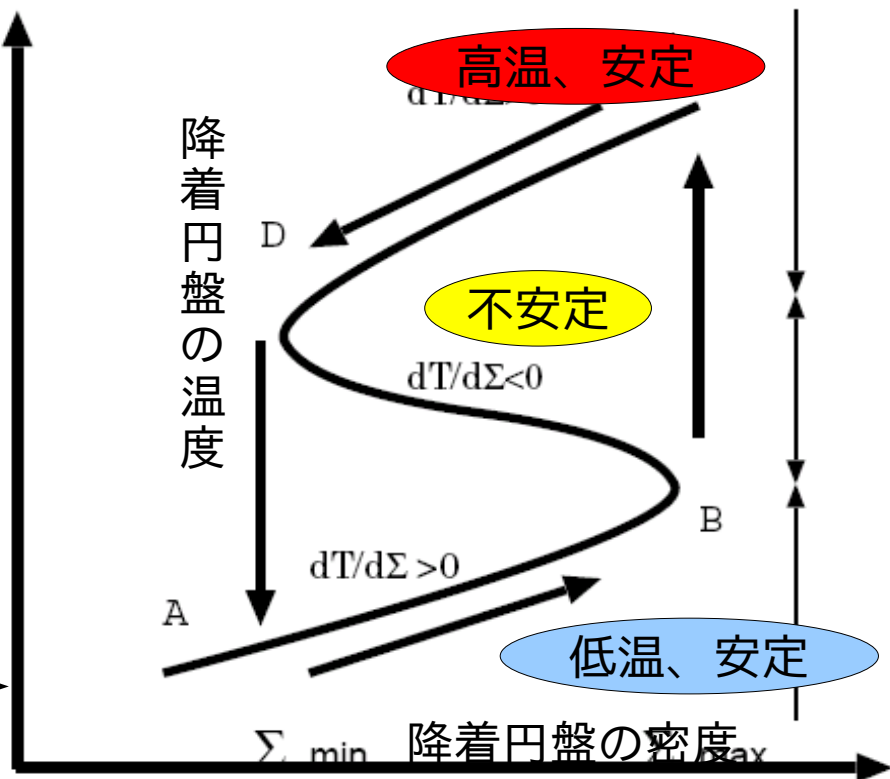 高温、安定
降着円盤の温度
D
不安定
dT/dΣ<0
B
dT/dΣ >0
A
低温、安定
Σ min
降着円盤の密度